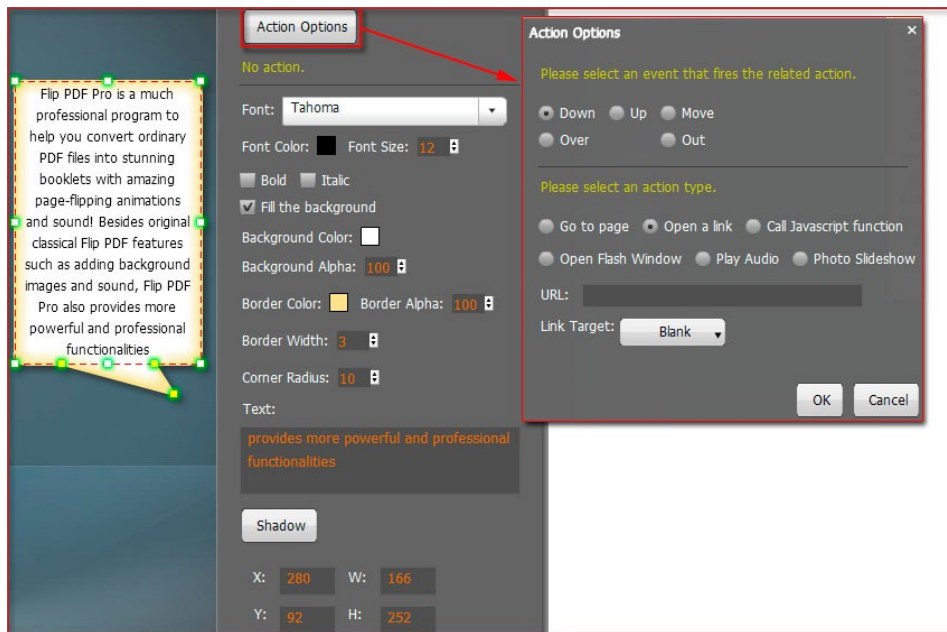 Flip PDF Pro is a much
professional program to
help you convert ordinary
PDF files into stunning
booklets with amazing
page-flipping animations
and sound! Besides original
classical Flip PDF features
such as adding background
images and sound, Flip PDF
Pro also provides more
powerful and professional
functionalities
Action Options
No action.
Font: Tahoma
Font Color: Font Size: 12
Bold Italic
Fill the background
Background Color:
Background Alpha: 100
Border Color: Border Alpha: 100
Border Width: 3
Corner Radius: 10
Text:
provides more powerful and professional
functionalities
Shadow
X: 280 W: 166
Y: 92 H: 252
Action Options
Please select an event that fires the related action.
Down Up Move
Over Out
Please select an action type.
Go to page Open a link Call Javascript function
Open Flash Window Play Audio Photo Slideshow
URL:
Link Target: Blank
OK Cancel